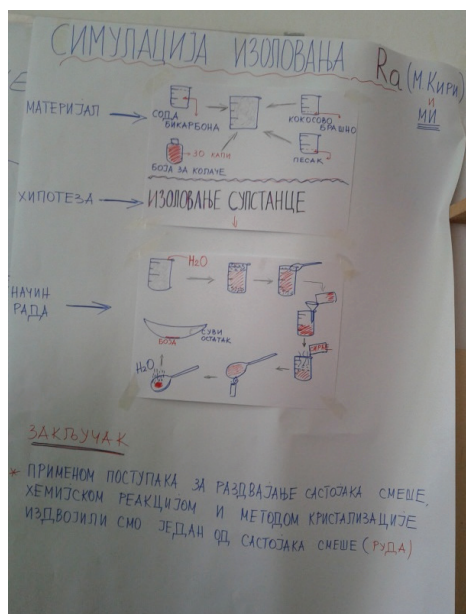 СИМУЛАЦИЈА ИЗОЛОВАЊА Ra (М.Кири)
и
МИ
МАТЕРИЈАЛ
СОДА
БИКАРБОНА
КОКОСОВО
БРАШНО
30 КАПИ
ПЕСАК
БОЈА ЗА КОЛАЧЕ
ХИПОТЕЗА
ИЗОЛОВАЊЕ СУПСТАНЦЕ
НАЧИН
РАДА
H2O
СУВИ
ОСТАТАК
БОЈА
H2O
ЗАКЉУЧАК
* ПРИМЕНОМ ПОСТУПАКА ЗА РАЗДВАЈАЊЕ САСТОЈАКА СМЕШЕ,
ХЕМИЈСКОМ РЕАКЦИЈОМ И МЕТОДОМ КРИСТАЛИЗАЦИЈЕ
ИЗДВОЈИЛИ СМО ЈЕДАН ОД САСТОЈАКА СМЕШЕ (РУДА)